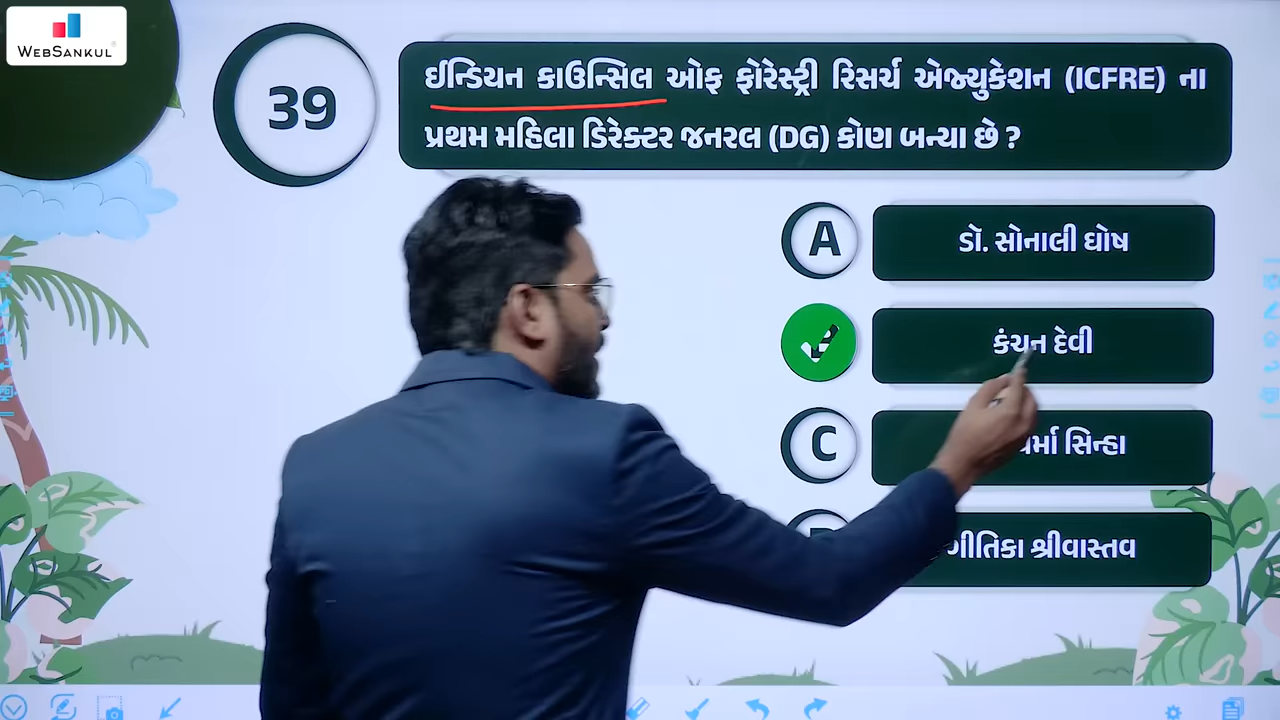 WEBSANKUL
39
ઈન્ડિયન કાઉન્સિલ ઓફ ફોરેસ્ટ્રી રિસર્ચ એજ્યુકેશન (ICFRE) ના
પ્રથમ મહિલા ડિરેક્ટર જનરલ (DG) કોણ બન્યા છે ?
A
ડૉ. સોનાલી ઘોષ
કંચન દેવી
C
સિન્હા
ગીતિકા શ્રીવાસ્તવ